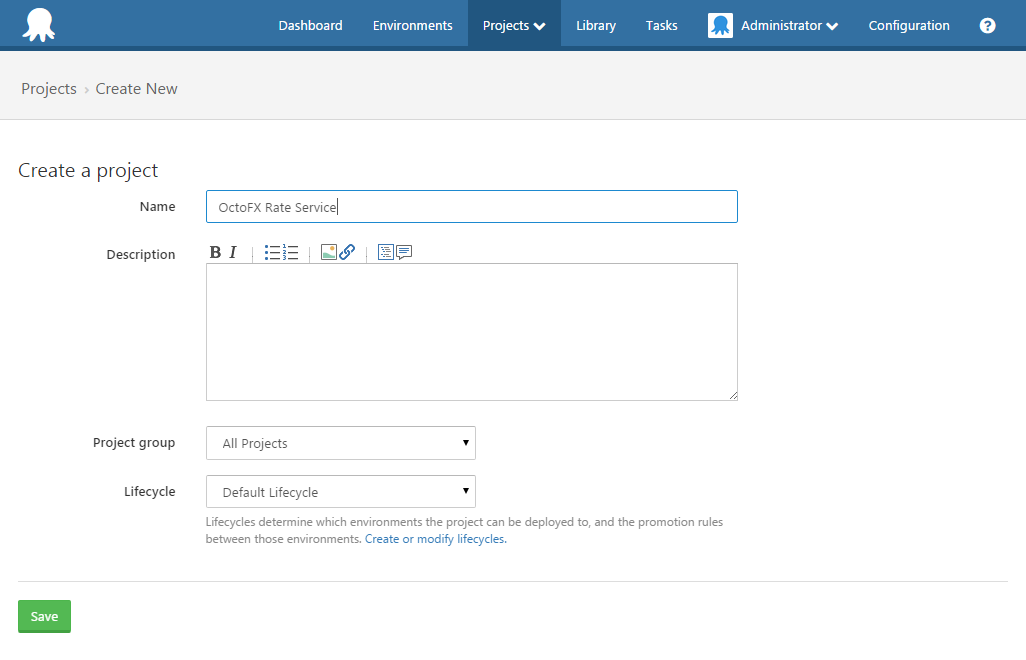 Dashboard Environments Projects Library Tasks Administrator Configuration ?
Projects › Create New
Create a project
Name OctoFX Rate Service
Description B I
Project group All Projects
Lifecycle Default Lifecycle
Lifecycles determine which environments the project can be deployed to, and the promotion rules
between those environments. Create or modify lifecycles.
Save